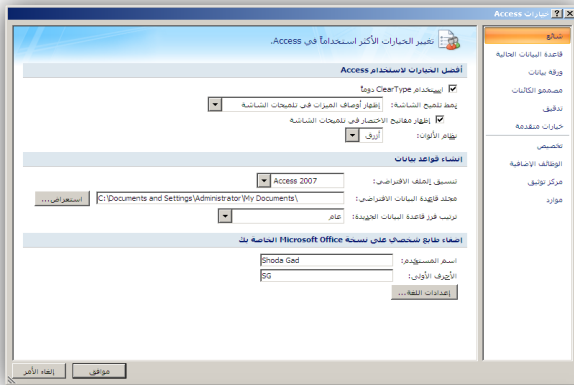 خيارات Access
شائع
قاعدة البيانات الحالية
ورقة بيانات
مصممو الكائنات
تدقيق
خيارات متقدمة
تخصيص
الوظائف الإضافية
مركز توثيق
موارد
تغيير الخيارات الأكثر استخداماً في Access.
أفضل الخيارات لاستخدام Access
استخدام ClearType دوماً
نمط تلميح الشاشة: إظهار أوصاف الميزات في تلميحات الشاشة
إظهار مفاتيح الاختصار في تلميحات الشاشة
نظام الألوان: أزرق
إنشاء قواعد بيانات
تنسيق الملف الافتراضي: Access 2007
مجلد قاعدة البيانات الافتراضي: C:\Documents and Settings\Administrator\My Documents\ استعراض...
ترتيب فرز قاعدة البيانات الجديدة: عام
إضفاء طابع شخصي على نسخة Microsoft Office الخاصة بك
اسم المستخدم: Shoda Gad
الأحرف الأولى: SG
إعدادات اللغة...
موافق
إلغاء الأمر